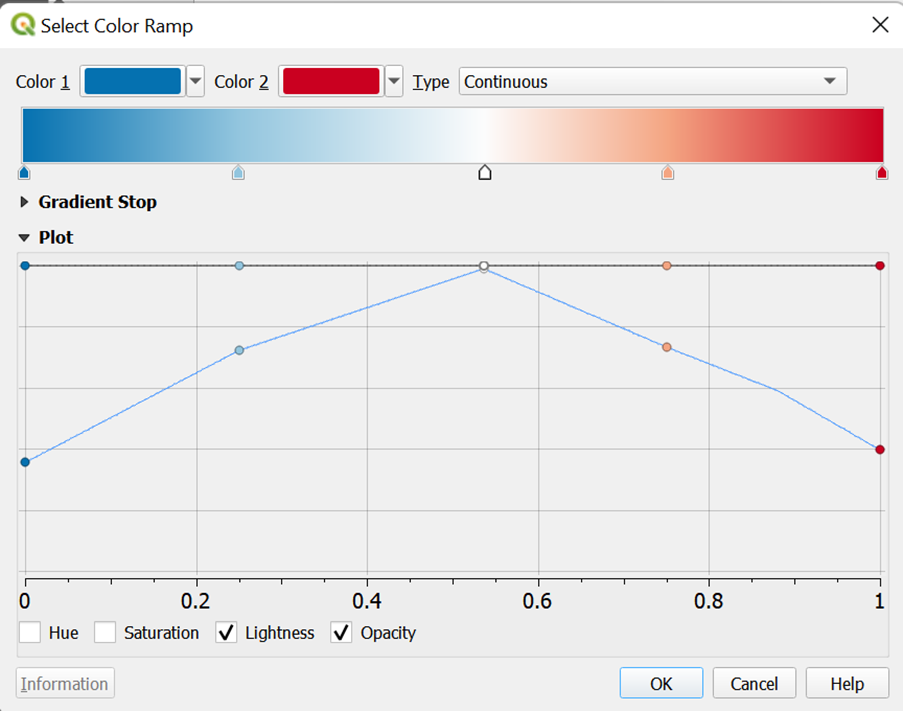 Select Color Ramp
Color 1 Color 2 Type Continuous
Gradient Stop
Plot
0 0.2 0.4 0.6 0.8 1
Hue Saturation Lightness Opacity
Information OK Cancel Help